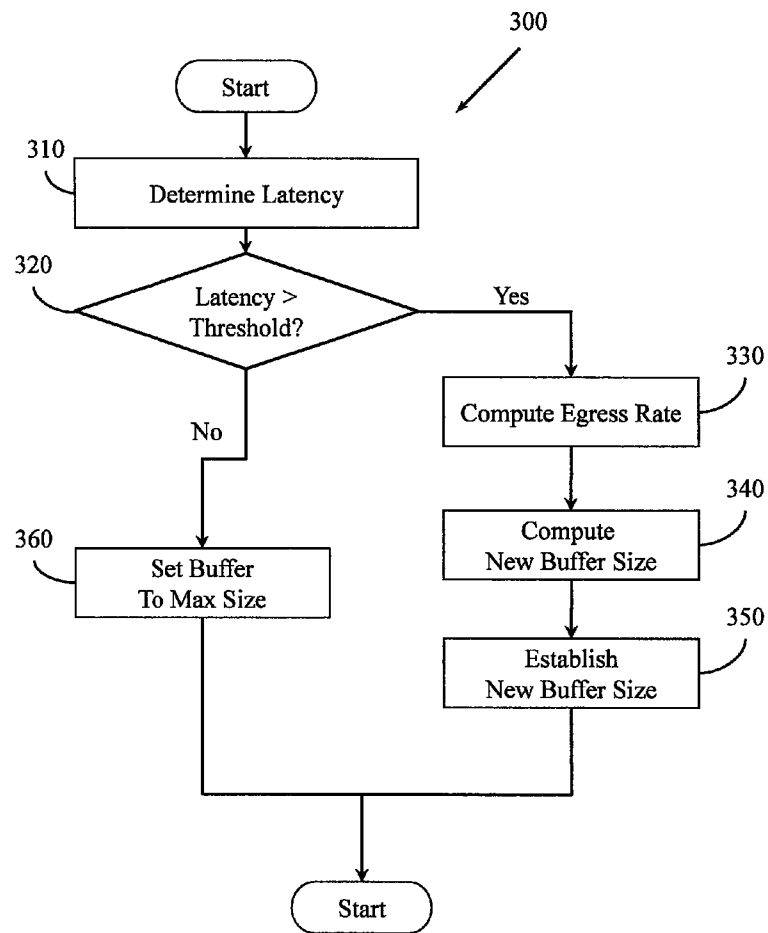 300
Start
310
Determine Latency
320
Latency >
Threshold?
Yes
330
Compute Egress Rate
No
340
Compute
New Buffer Size
360
Set Buffer
To Max Size
350
Establish
New Buffer Size
Start